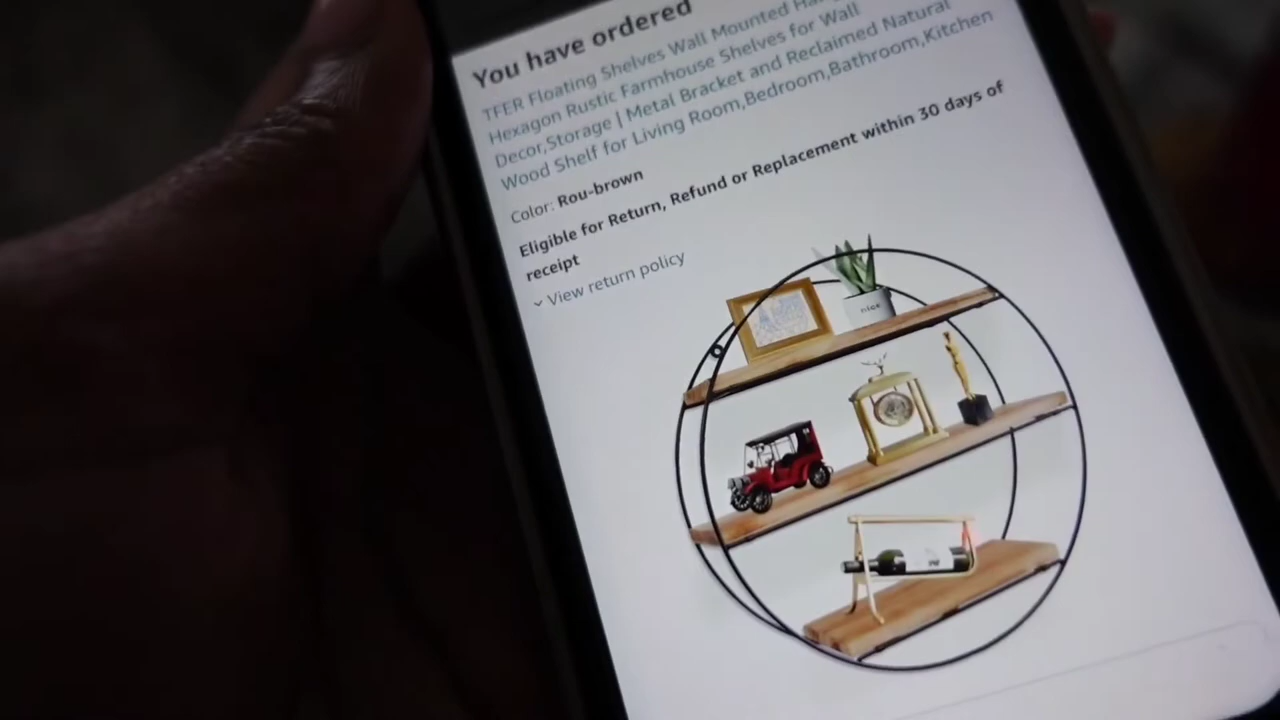 You have ordered
TFER Floating Shelves Wall Mounted
Hexagon Rustic Farmhouse Shelves for Wall
Decor,Storage | Metal Bracket and Reclaimed Natural
Wood Shelf for Living Room,Bedroom,Bathroom,Kitchen
Color: Rou-brown
Eligible for Return, Refund or Replacement within 30 days of
receipt
View return policy
nice